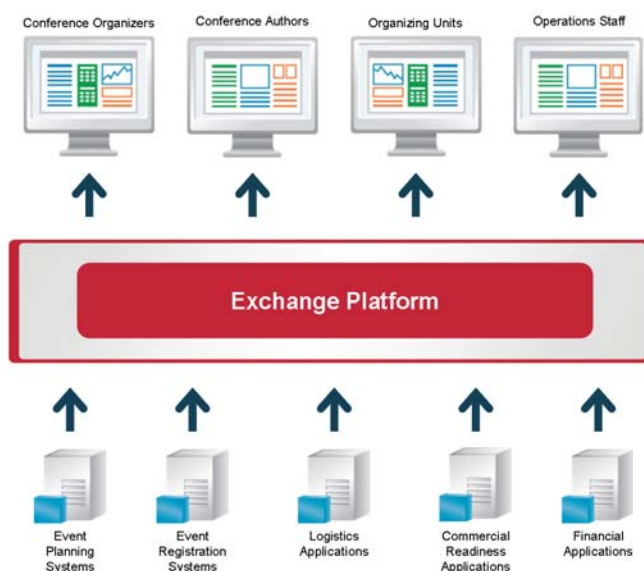 Conference Organizers
Conference Authors
Organizing Units
Operations Staff
Exchange Platform
Event
Planning
Systems
Event
Registration
Systems
Logistics
Applications
Commercial
Readiness
Applications
Financial
Applications